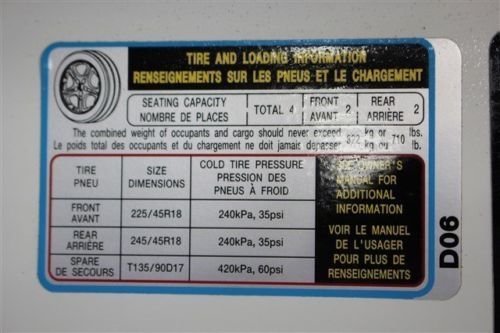 TIRE AND LOADING INFORMATION
RENSEIGNEMENTS SUR LES PNEUS ET LE CHARGEMENT
SEATING CAPACITY
NOMBRE DE PLACES
TOTAL 4
FRONT
AVANT 2
REAR
ARRIÈRE 2
The combined weight of occupants and cargo should never exceed kg or lbs.
Le poids total des occupants et du chargement ne doit jamais depasser kg ou 710 lb.
TIRE
PNEU
SIZE
DIMENSIONS
COLD TIRE PRESSURE
PRESSION DES
PNEUS À FROID
FRONT
AVANT
225/45R18
240kPa, 35psi
REAR
ARRIÈRE
245/45R18
240kPa, 35psi
SPARE
DE SECOURS
T135/90D17
420kPa, 60psi
SEE OWNER'S
MANUAL FOR
ADDITIONAL
INFORMATION
VOIR LE MANUEL
DE L'USAGER
POUR PLUS DE
RENSEIGNEMENTS
D06